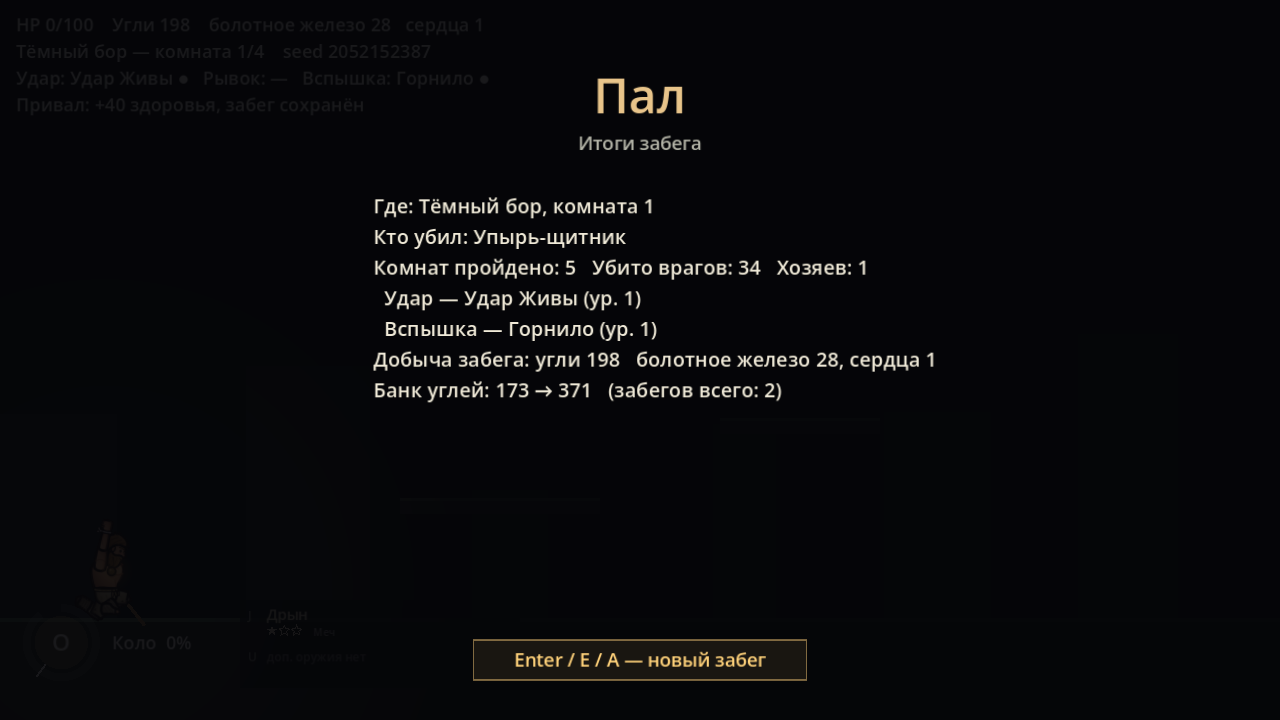 HP 0/100 Угли 198 болотное железо 28 сердца 1
Тёмный бор — комната 1/4 seed 2052152387
Удар: Удар Живы ● Рывок: — Вспышка: Горнило ●
Привал: +40 здоровья, забег сохранён
Пал
Итоги забега
Где: Тёмный бор, комната 1
Кто убил: Упырь-щитник
Комнат пройдено: 5 Убито врагов: 34 Хозяев: 1
Удар — Удар Живы (ур. 1)
Вспышка — Горнило (ур. 1)
Добыча забега: угли 198 болотное железо 28, сердца 1
Банк углей: 173 → 371 (забегов всего: 2)
J Дрын
★☆☆ Меч
О Коло 0%
U доп. оружия нет
Enter / E / A — новый забег